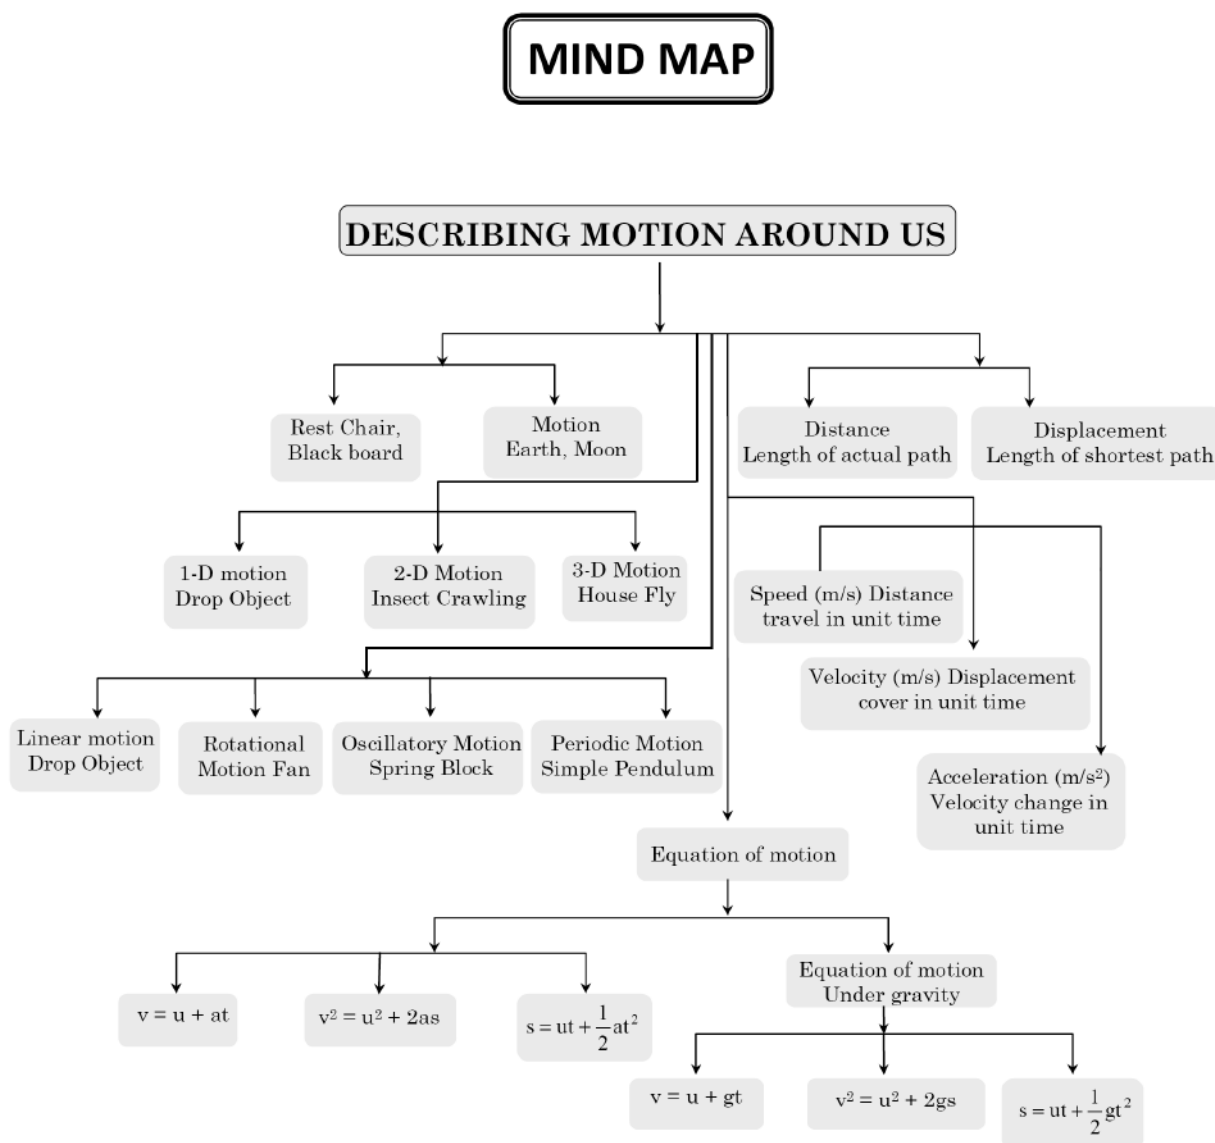 MIND MAP
DESCRIBING MOTION AROUND US
Rest Chair,
Black board
Motion
Earth, Moon
Distance
Length of actual path
Displacement
Length of shortest path
1-D motion
Drop Object
2-D Motion
Insect Crawling
3-D Motion
House Fly
Speed (m/s) Distance
travel in unit time
Velocity (m/s) Displacement
cover in unit time
Acceleration (m/s²)
Velocity change in
unit time
Linear motion
Drop Object
Rotational
Motion Fan
Oscillatory Motion
Spring Block
Periodic Motion
Simple Pendulum
Equation of motion
v = u + at
v² = u² + 2as
s = ut + 1/2 at²
Equation of motion
Under gravity
v = u + gt
v² = u² + 2gs
s = ut + 1/2 gt²